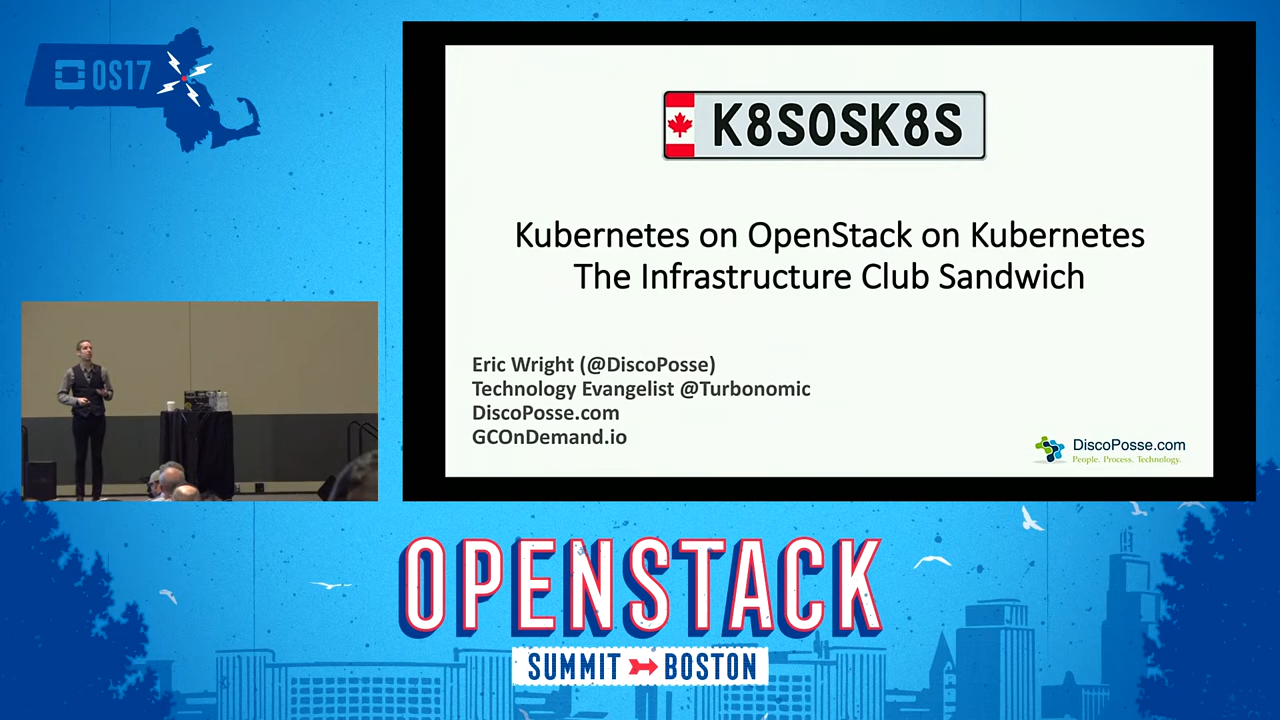 OS17
K8SOSK8S
Kubernetes on OpenStack on Kubernetes
The Infrastructure Club Sandwich
Eric Wright (@DiscoPosse)
Technology Evangelist @Turbonomic
DiscoPosse.com
GCOnDemand.io
DiscoPosse.com
People. Process. Technology.
OPENSTACK
SUMMIT BOSTON